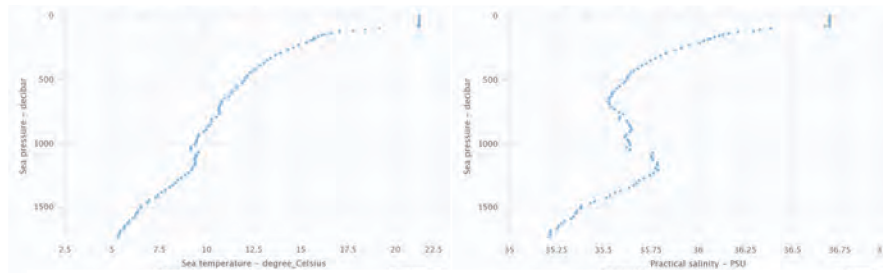 Sea pressure – decibar
0
500
1000
1500
2.5 5 7.5 10 12.5 15 17.5 20 22.5
Sea temperature – degree_Celsius
Sea pressure – decibar
0
500
1000
1500
35 35.25 35.5 35.75 36 36.25 36.5 36.75 36
Practical salinity – PSU